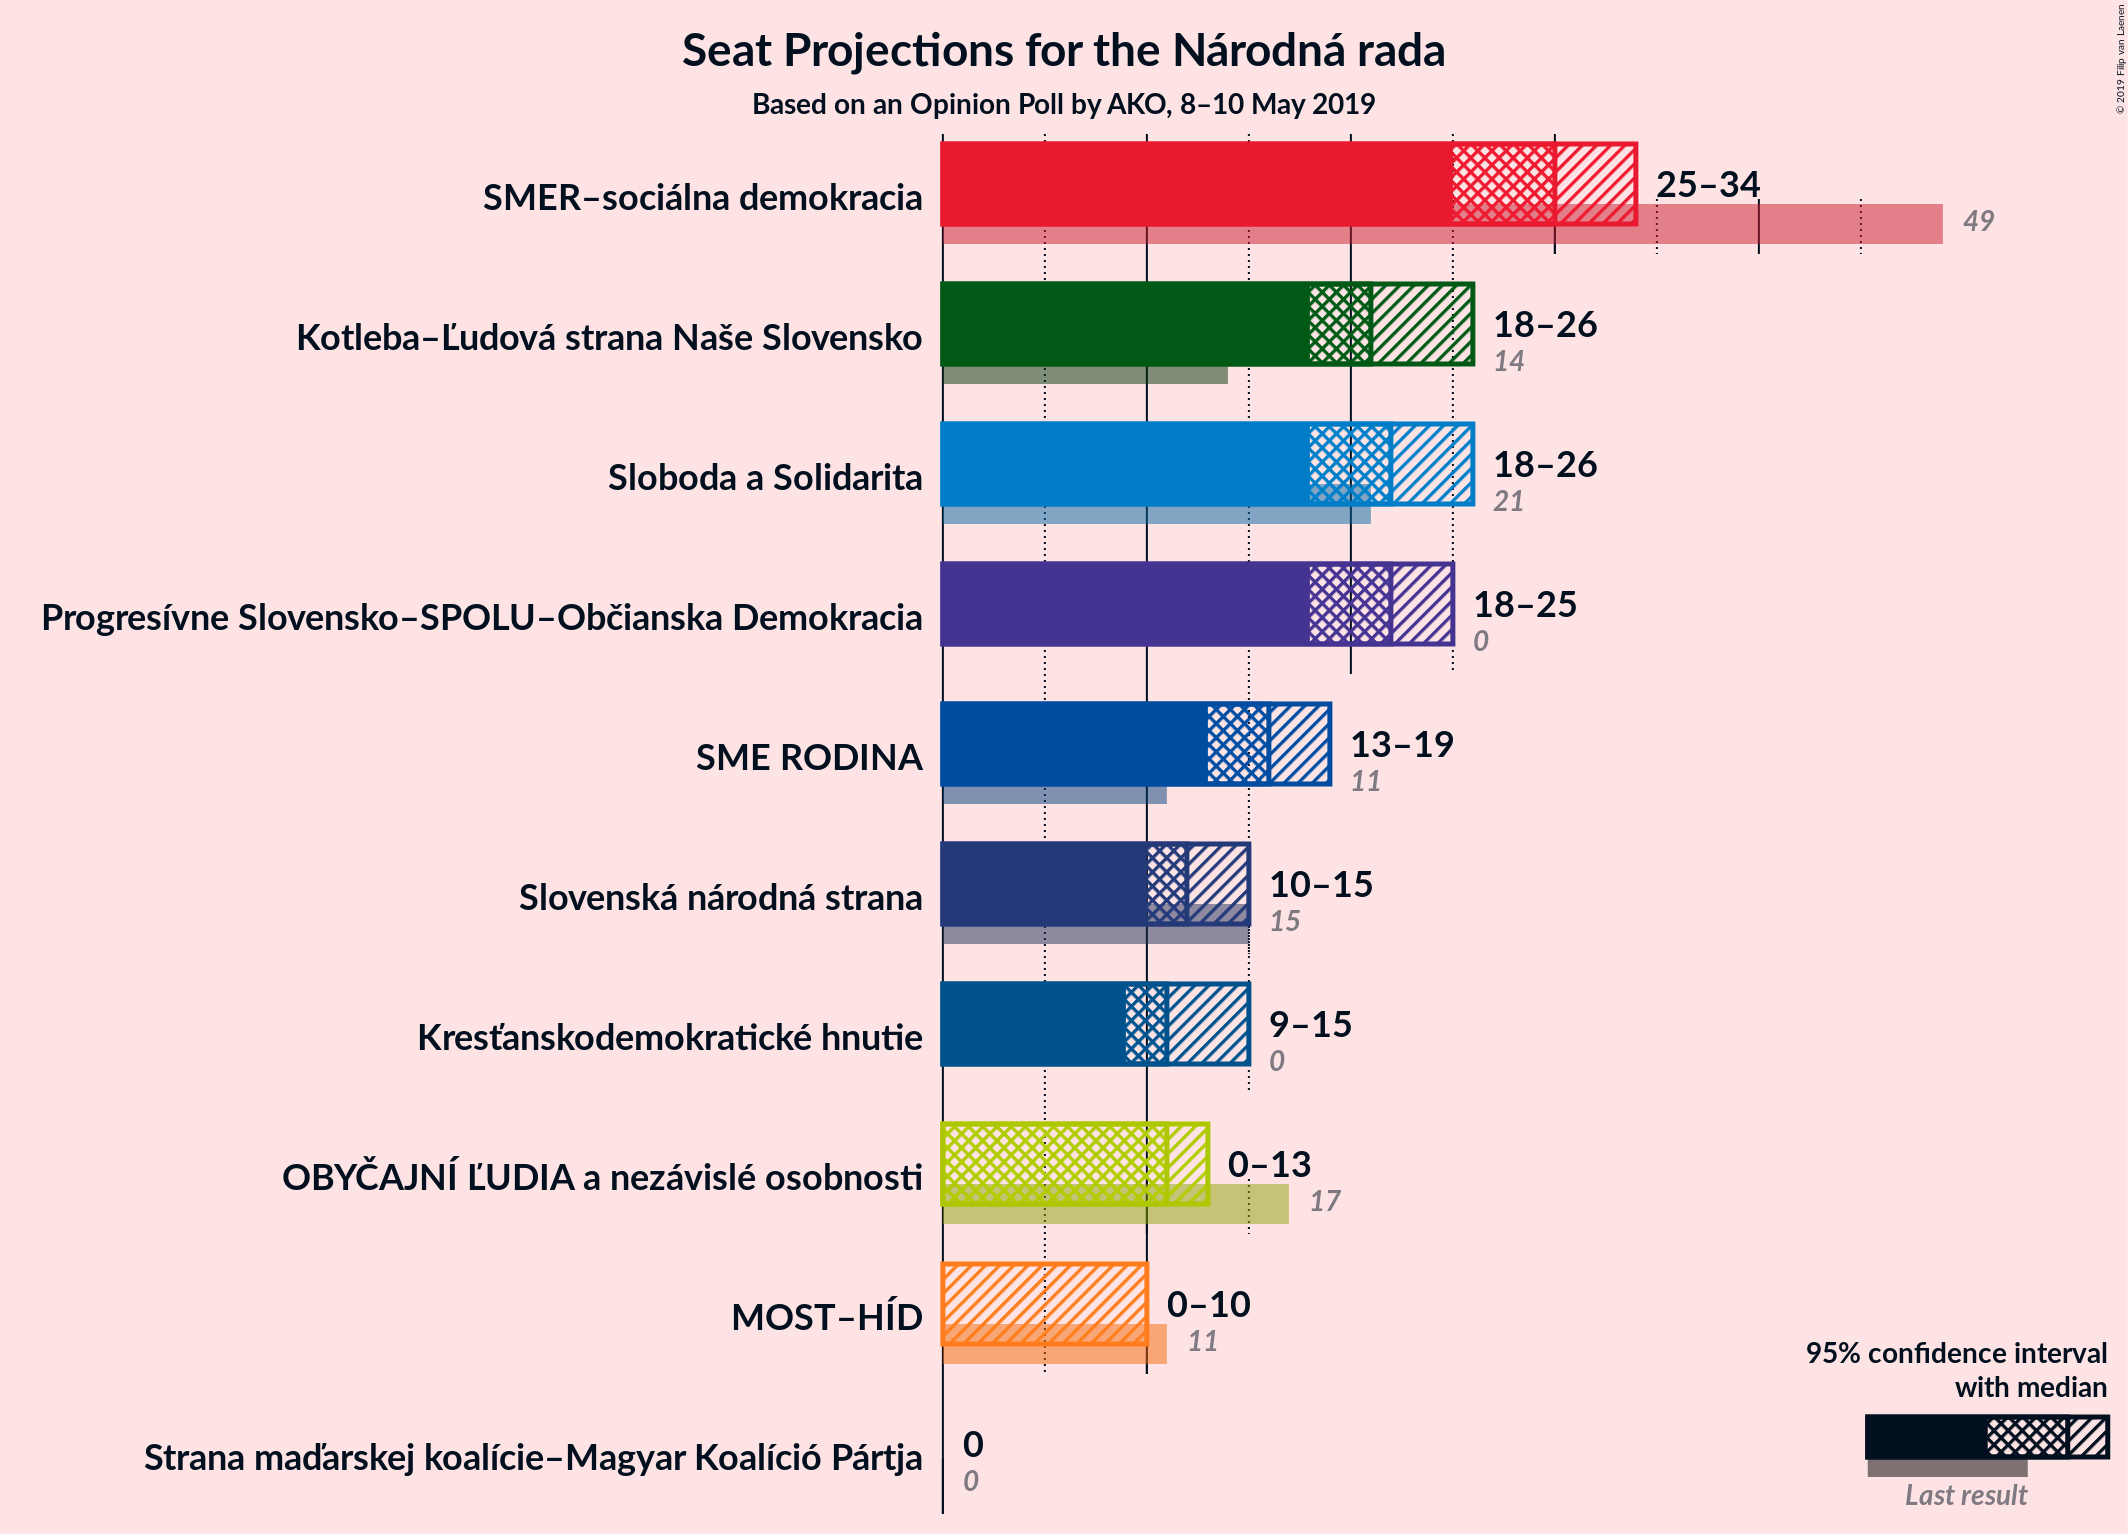 Seat Projections for the Národná rada
Based on an Opinion Poll by AKO, 8–10 May 2019
© 2019 Filip van Laenen
SMER–sociálna demokracia
25–34
49
Kotleba–Ľudová strana Naše Slovensko
18–26
14
Sloboda a Solidarita
18–26
21
Progresívne Slovensko–SPOLU–Občianska Demokracia
18–25
0
SME RODINA
13–19
11
Slovenská národná strana
10–15
15
Kresťanskodemokratické hnutie
9–15
0
OBYČAJNÍ ĽUDIA a nezávislé osobnosti
0–13
17
MOST–HÍD
0–10
11
Strana maďarskej koalície–Magyar Koalíció Pártja
0
0
95% confidence interval
with median
Last result